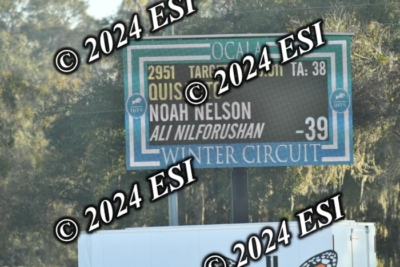 © 2024 ESI
© 2024 ESI
OCALA
2951 TA: 38
© 2024 ESI
QUIS
NOAH NELSON
ALI NILFORUSHAN -39
WINTER CIRCUIT
© 2024 ESI
© 2024 ESI
© 2024 ESI